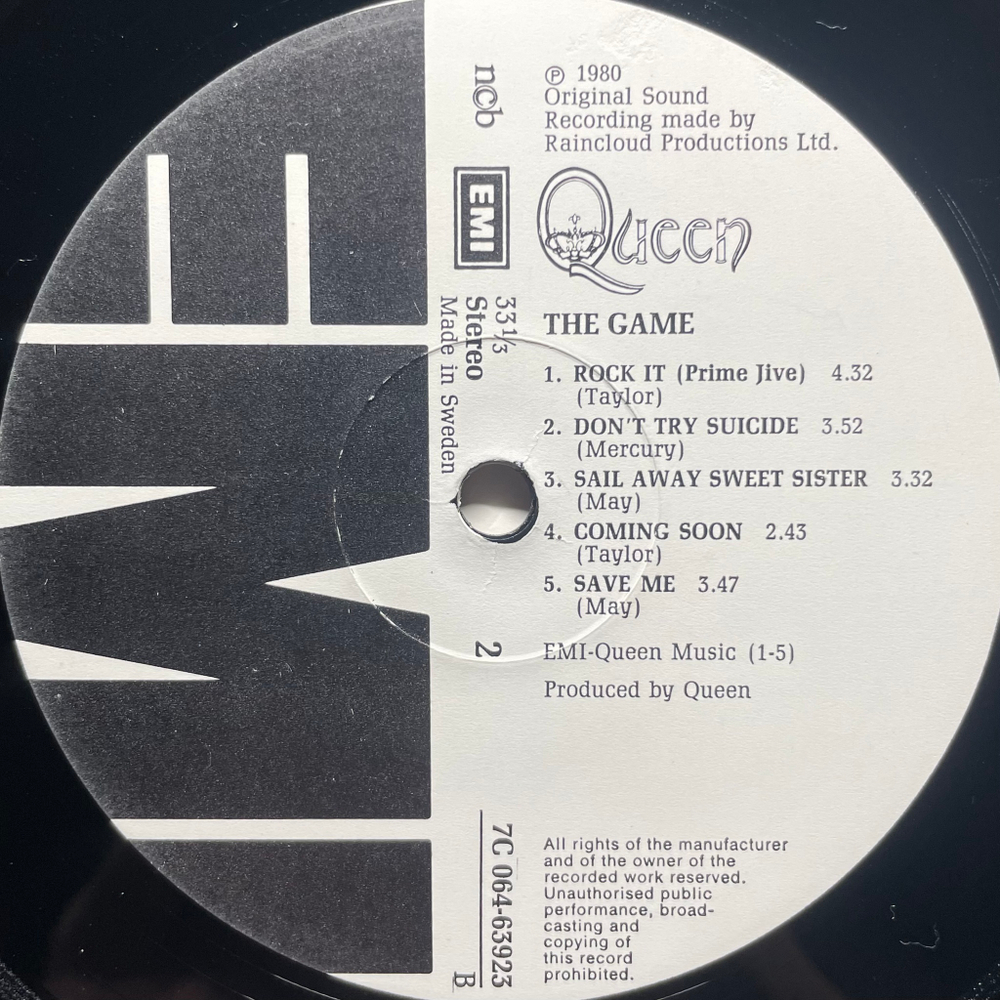 ncb
EMI
33 1/3
Stereo
Made in Sweden
2
7C 064-63923
B
℗ 1980
Original Sound
Recording made by
Raincloud Productions Ltd.
Queen
THE GAME
1. ROCK IT (Prime Jive) 4.32
(Taylor)
2. DON'T TRY SUICIDE 3.52
(Mercury)
3. SAIL AWAY SWEET SISTER 3.32
(May)
4. COMING SOON 2.43
(Taylor)
5. SAVE ME 3.47
(May)
EMI-Queen Music (1-5)
Produced by Queen
All rights of the manufacturer
and of the owner of the
recorded work reserved.
Unauthorised public
performance, broad-
casting and
copying of
this record
prohibited.